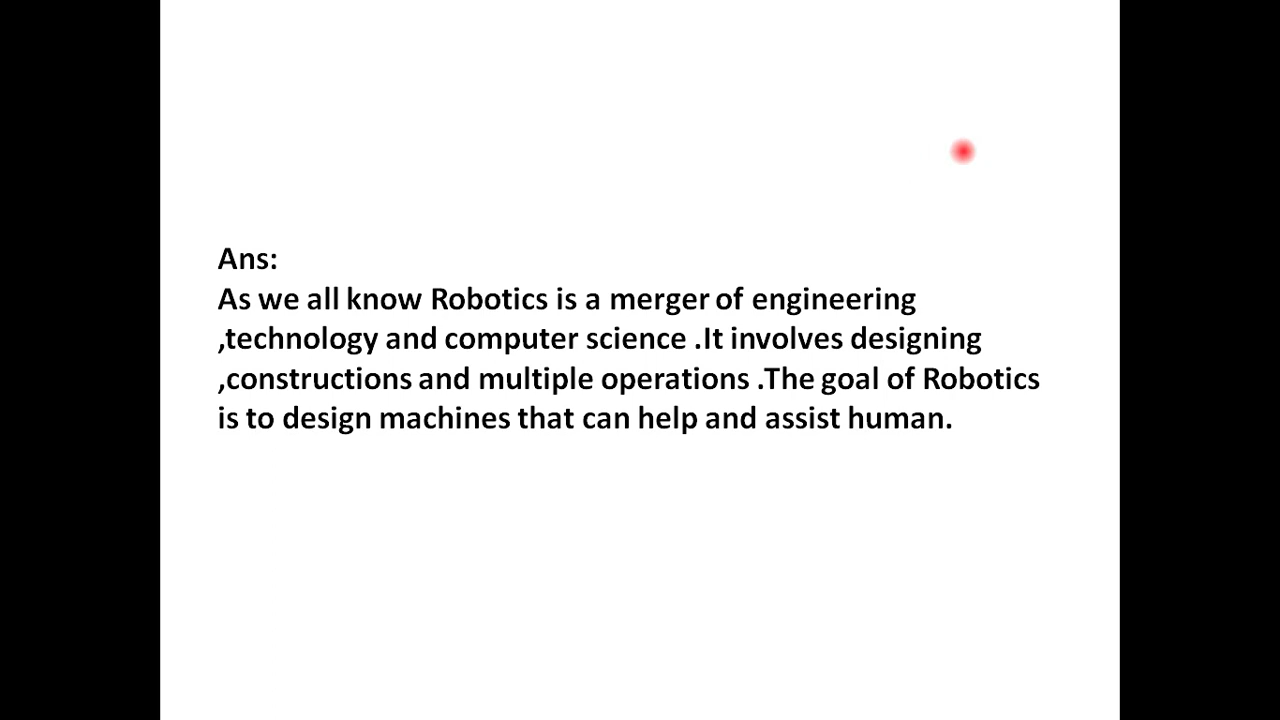 Ans:
As we all know Robotics is a merger of engineering
,technology and computer science .It involves designing
,constructions and multiple operations .The goal of Robotics
is to design machines that can help and assist human.